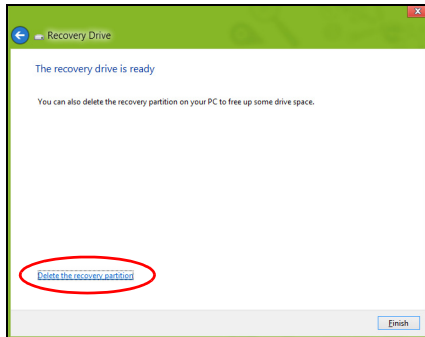 Recovery Drive
The recovery drive is ready
You can also delete the recovery partition on your PC to free up some drive space.
Delete the recovery partition
Finish